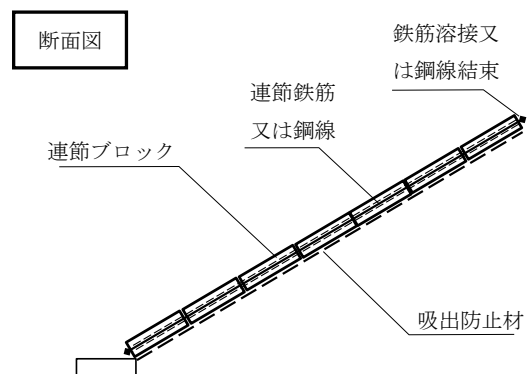 断面図
鉄筋溶接又
は鋼線結束
連節鉄筋
又は鋼線
連節ブロック
吸出防止材